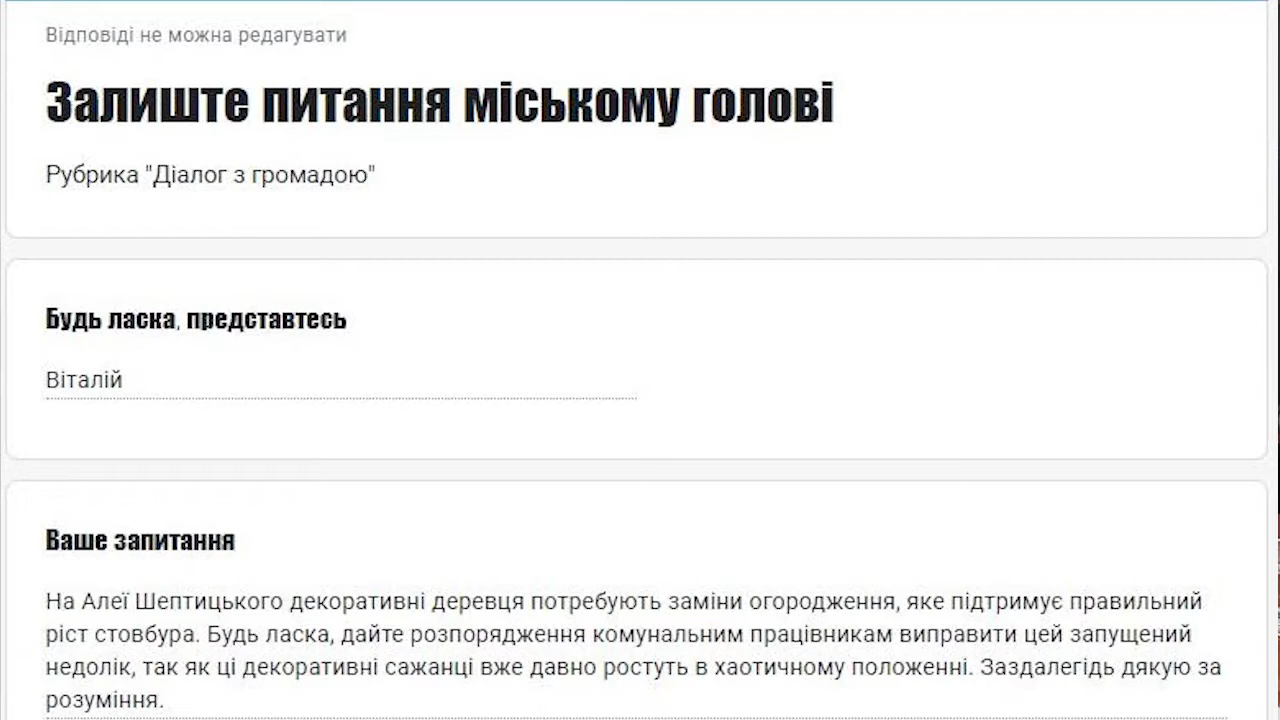 Відповіді не можна редагувати
Залиште питання міському голові
Рубрика "Діалог з громадою"
Будь ласка, представтесь
Віталій
Ваше запитання
На Алеї Шептицького декоративні деревця потребують заміни огородження, яке підтримує правильний
ріст стовбура. Будь ласка, дайте розпорядження комунальним працівникам виправити цей запущений
недолік, так як ці декоративні сажанці вже давно ростуть в хаотичному положенні. Заздалегідь дякую за
розуміння.